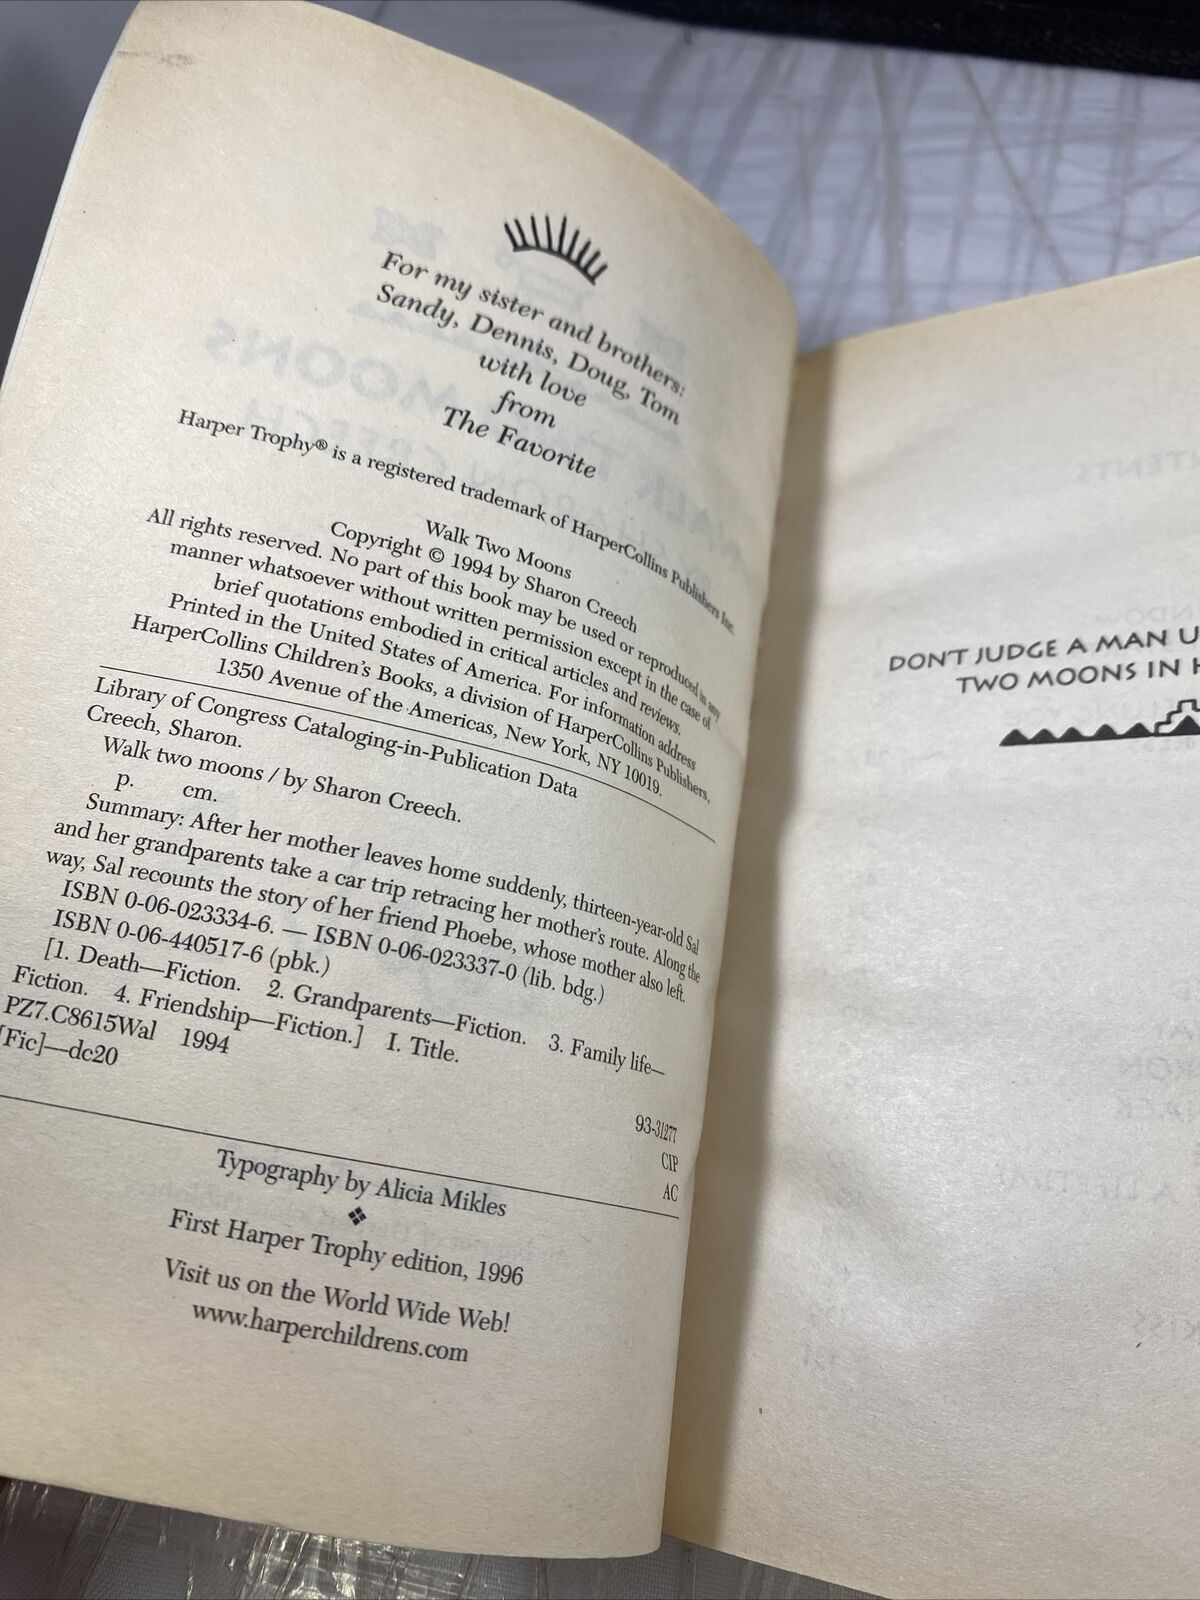 For my sister and brothers:
Sandy, Dennis, Doug, Tom
with love
from
The Favorite
Harper Trophy® is a registered trademark of HarperCollins Publishers Inc.
Walk Two Moons
Copyright © 1994 by Sharon Creech
All rights reserved. No part of this book may be used or reproduced in any
manner whatsoever without written permission except in the case of
brief quotations embodied in critical articles and reviews.
Printed in the United States of America. For information address
HarperCollins Children's Books, a division of HarperCollins Publishers,
1350 Avenue of the Americas, New York, NY 10019.
Library of Congress Cataloging-in-Publication Data
Creech, Sharon.
Walk two moons / by Sharon Creech.
p. cm.
Summary: After her mother leaves home suddenly, thirteen-year-old Sal
and her grandparents take a car trip retracing her mother's route. Along the
way, Sal recounts the story of her friend Phoebe, whose mother also left.
ISBN 0-06-023334-6. — ISBN 0-06-023337-0 (lib. bdg.)
ISBN 0-06-440517-6 (pbk.)
[1. Death—Fiction. 2. Grandparents—Fiction. 3. Family life—
Fiction. 4. Friendship—Fiction.] I. Title.
PZ7.C8615Wal 1994
[Fic]—dc20
93-31277
CIP
AC
Typography by Alicia Mikles
First Harper Trophy edition, 1996
Visit us on the World Wide Web!
www.harperchildrens.com
DON'T JUDGE A MAN U
TWO MOONS IN H